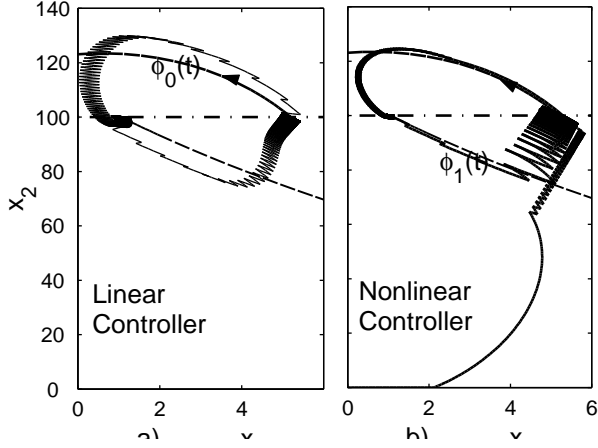 140
120
100
80
60
40
20
0
x2
ϕ0(t)
Linear
Controller
0 2 4
a) x
ϕ1(t)
Nonlinear
Controller
0 2 4 6
b) x